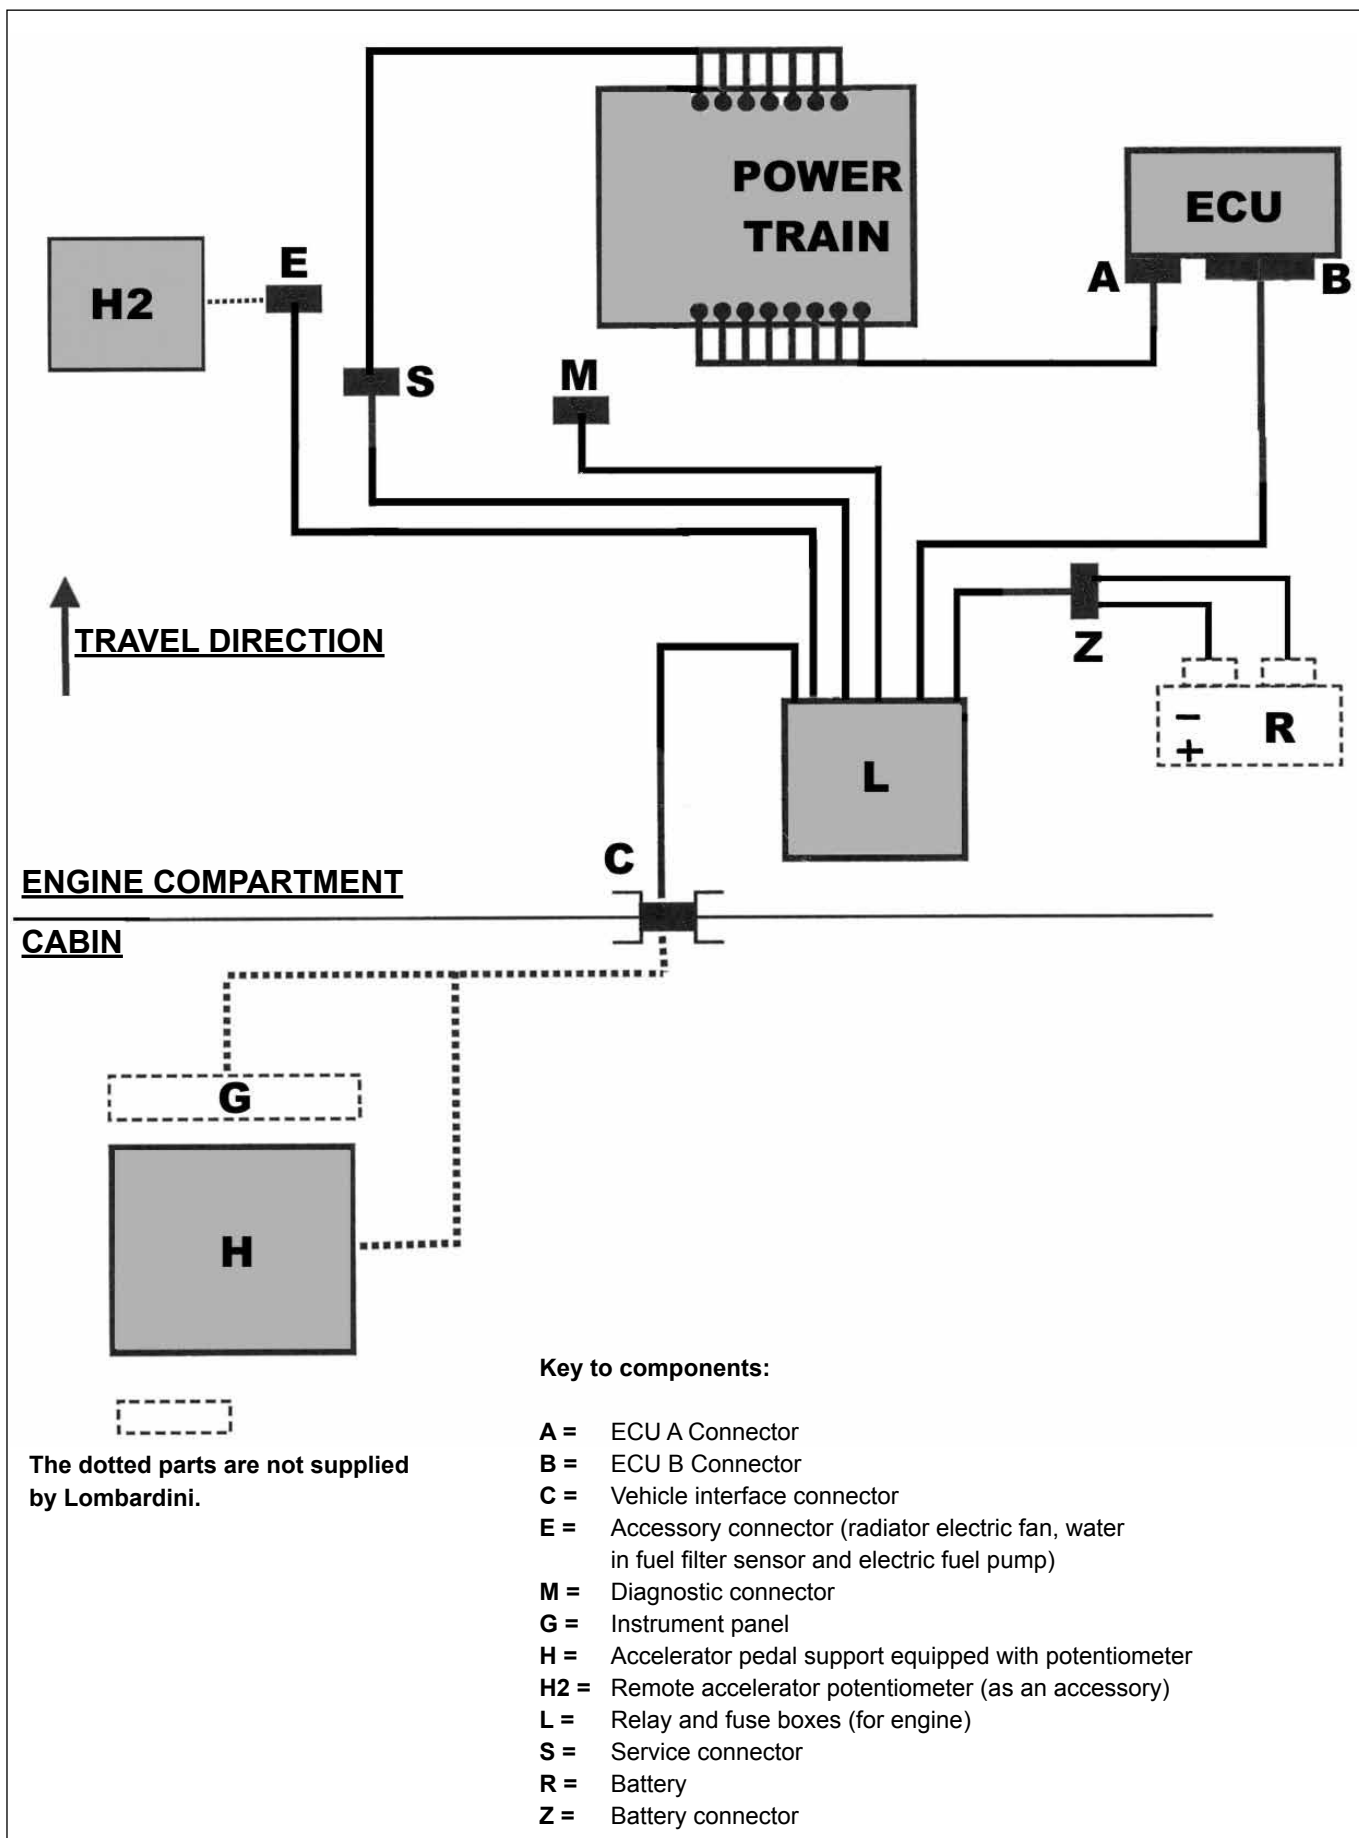 POWER
TRAIN
ECU
A
B
H2
E
S
M
TRAVEL DIRECTION
Z
−
+
R
L
C
ENGINE COMPARTMENT
CABIN
G
H
The dotted parts are not supplied
by Lombardini.
Key to components:
A = ECU A Connector
B = ECU B Connector
C = Vehicle interface connector
E = Accessory connector (radiator electric fan, water
in fuel filter sensor and electric fuel pump)
M = Diagnostic connector
G = Instrument panel
H = Accelerator pedal support equipped with potentiometer
H2 = Remote accelerator potentiometer (as an accessory)
L = Relay and fuse boxes (for engine)
S = Service connector
R = Battery
Z = Battery connector